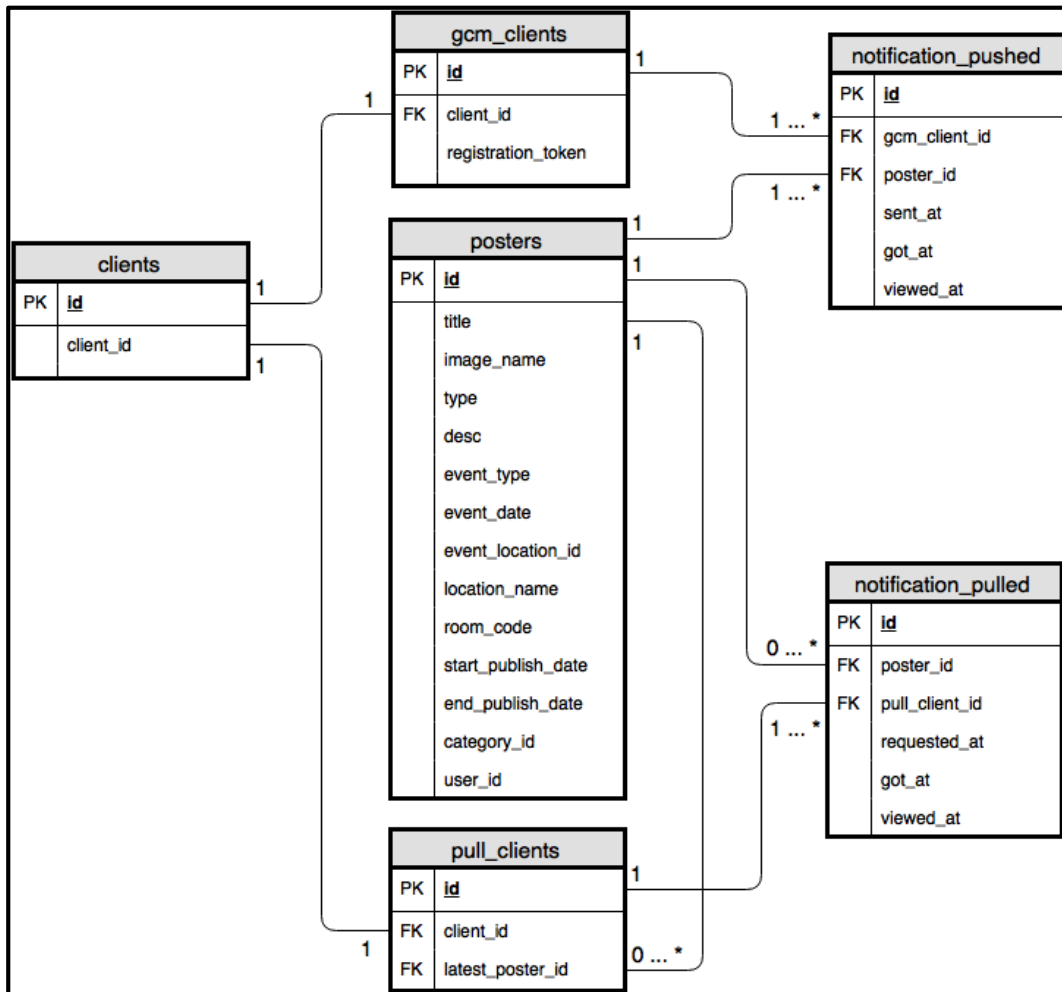 gcm_clients
PK id
FK client_id
registration_token
notification_pushed
PK id
FK gcm_client_id
FK poster_id
sent_at
got_at
viewed_at
clients
PK id
client_id
posters
PK id
title
image_name
type
desc
event_type
event_date
event_location_id
location_name
room_code
start_publish_date
end_publish_date
category_id
user_id
notification_pulled
PK id
FK poster_id
FK pull_client_id
requested_at
got_at
viewed_at
pull_clients
PK id
FK client_id
FK latest_poster_id
1
1
1
1
1
1 ... *
1
1 ... *
1
0 ... *
1
0 ... *
1
1 ... *